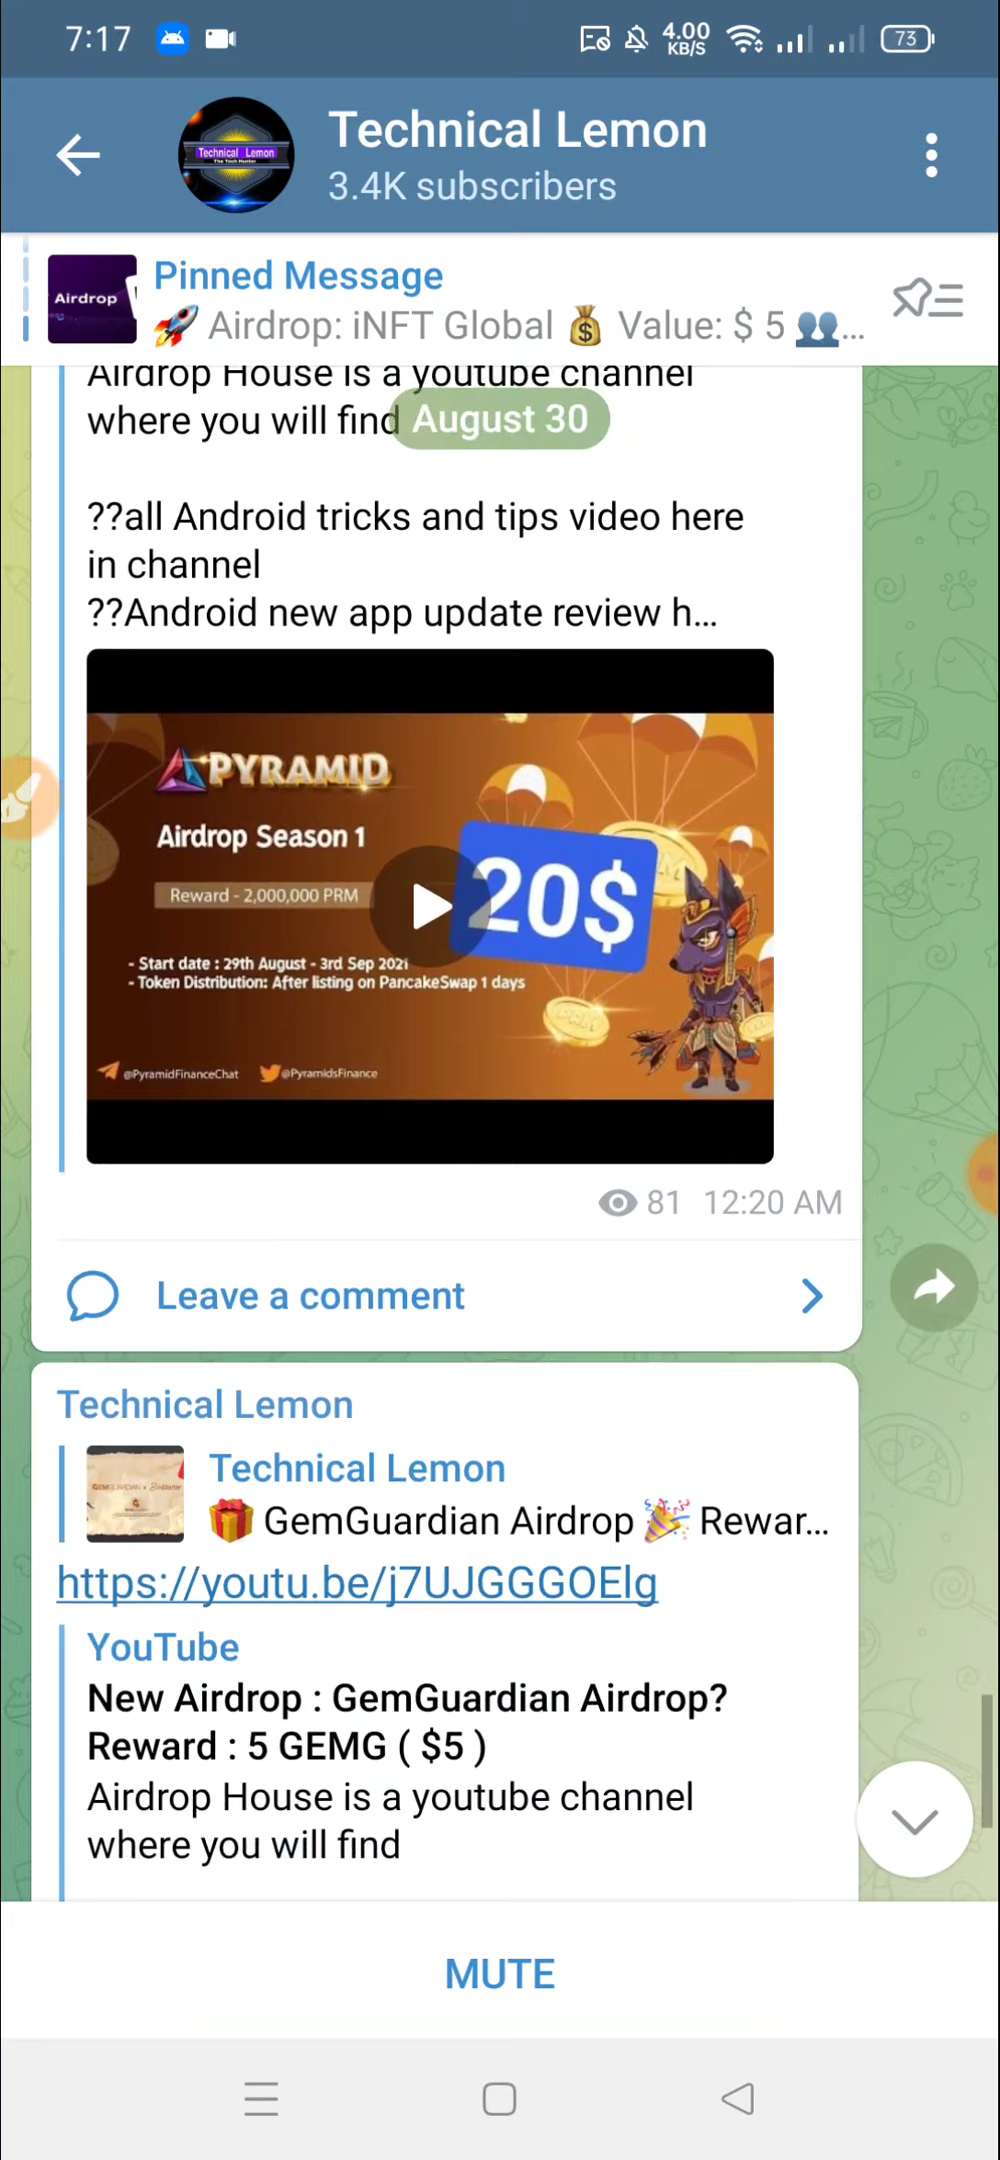 7:17
4.00
KB/S
73
Technical Lemon
Technical Lemon
3.4K subscribers
Airdrop
Pinned Message
🚀 Airdrop: iNFT Global 💰 Value: $ 5 👥...
Airdrop House is a youtube channel
where you will find
August 30
??all Android tricks and tips video here
in channel
??Android new app update review h...
PYRAMID
Airdrop Season 1
Reward - 2,000,000 PRM
20$
- Start date : 29th August - 3rd Sep 2021
- Token Distribution: After listing on PancakeSwap 1 days
@PyramidFinanceChat
@PyramidsFinance
81 12:20 AM
Leave a comment
Technical Lemon
Technical Lemon
🎁 GemGuardian Airdrop 🎉 Rewar...
https://youtu.be/j7UJGGGOElg
YouTube
New Airdrop : GemGuardian Airdrop?
Reward : 5 GEMG ( $5 )
Airdrop House is a youtube channel
where you will find
MUTE